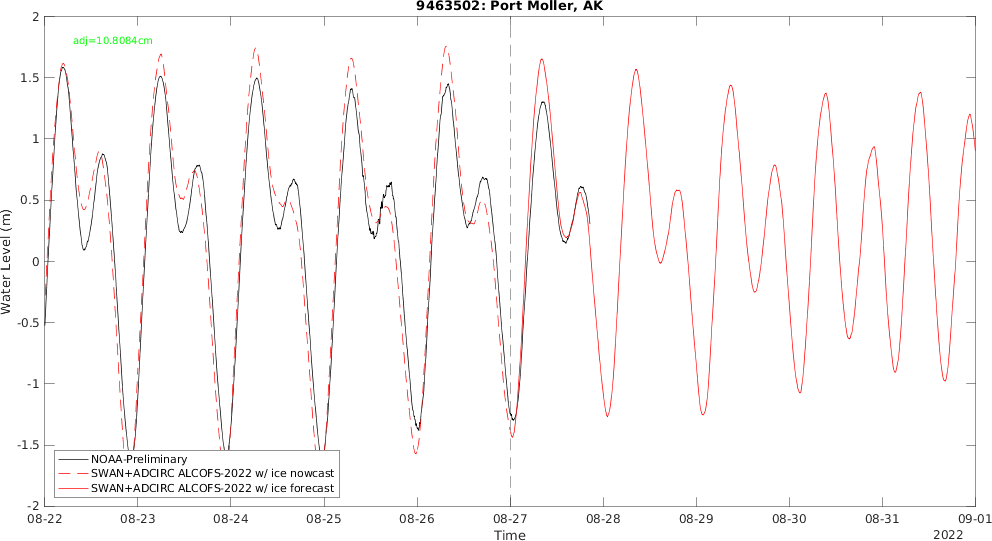 9463502: Port Moller, AK
adj=10.8084cm
2
1.5
1
0.5
0
-0.5
-1
-1.5
-2
Water Level (m)
NOAA-Preliminary
SWAN+ADCIRC ALCOFS-2022 w/ ice nowcast
SWAN+ADCIRC ALCOFS-2022 w/ ice forecast
08-22 08-23 08-24 08-25 08-26 08-27 08-28 08-29 08-30 08-31 09-01
Time
2022